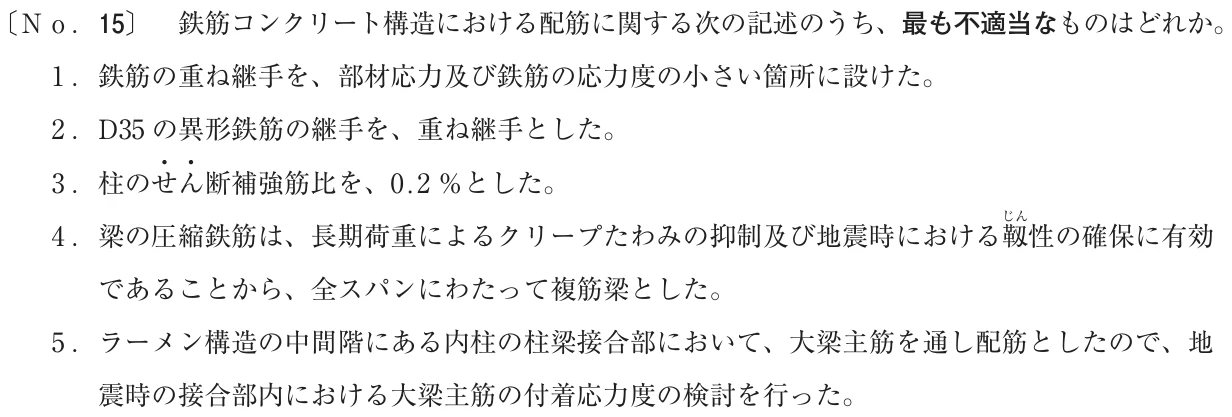 〔Ｎｏ．15〕　鉄筋コンクリート構造における配筋に関する次の記述のうち、最も不適当なものはどれか。
１．鉄筋の重ね継手を、部材応力及び鉄筋の応力度の小さい箇所に設けた。
２．D35の異形鉄筋の継手を、重ね継手とした。
３．柱のせん断補強筋比を、0.2％とした。
４．梁の圧縮鉄筋は、長期荷重によるクリープたわみの抑制及び地震時における靱じん性の確保に有効
であることから、全スパンにわたって複筋梁とした。
５．ラーメン構造の中間階にある内柱の柱梁接合部において、大梁主筋を通し配筋としたので、地
震時の接合部内における大梁主筋の付着応力度の検討を行った。